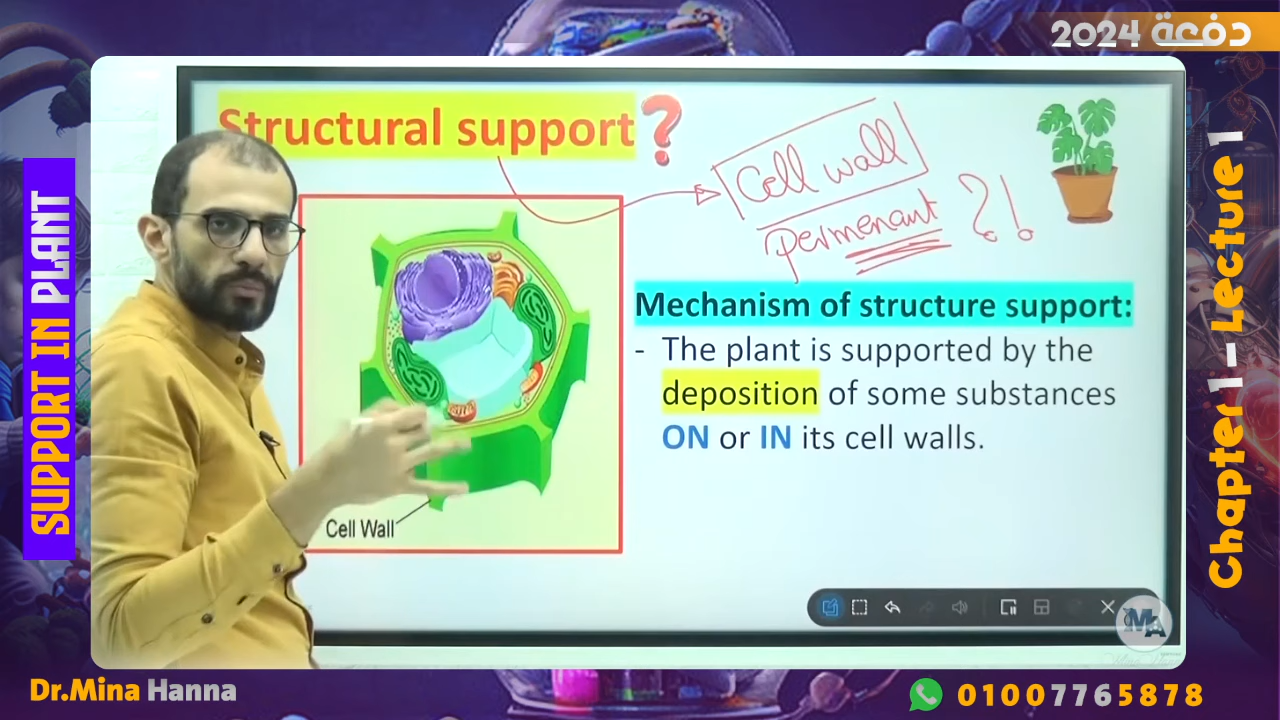 دفعة 2024
Structural support?
Cell wall
permenant ?!
Mechanism of structure support:
- The plant is supported by the
deposition of some substances
ON or IN its cell walls.
Cell Wall
MA
SUPPORT IN PLANT
Chapter 1 – Lecture 1
Dr.Mina Hanna
01007765878